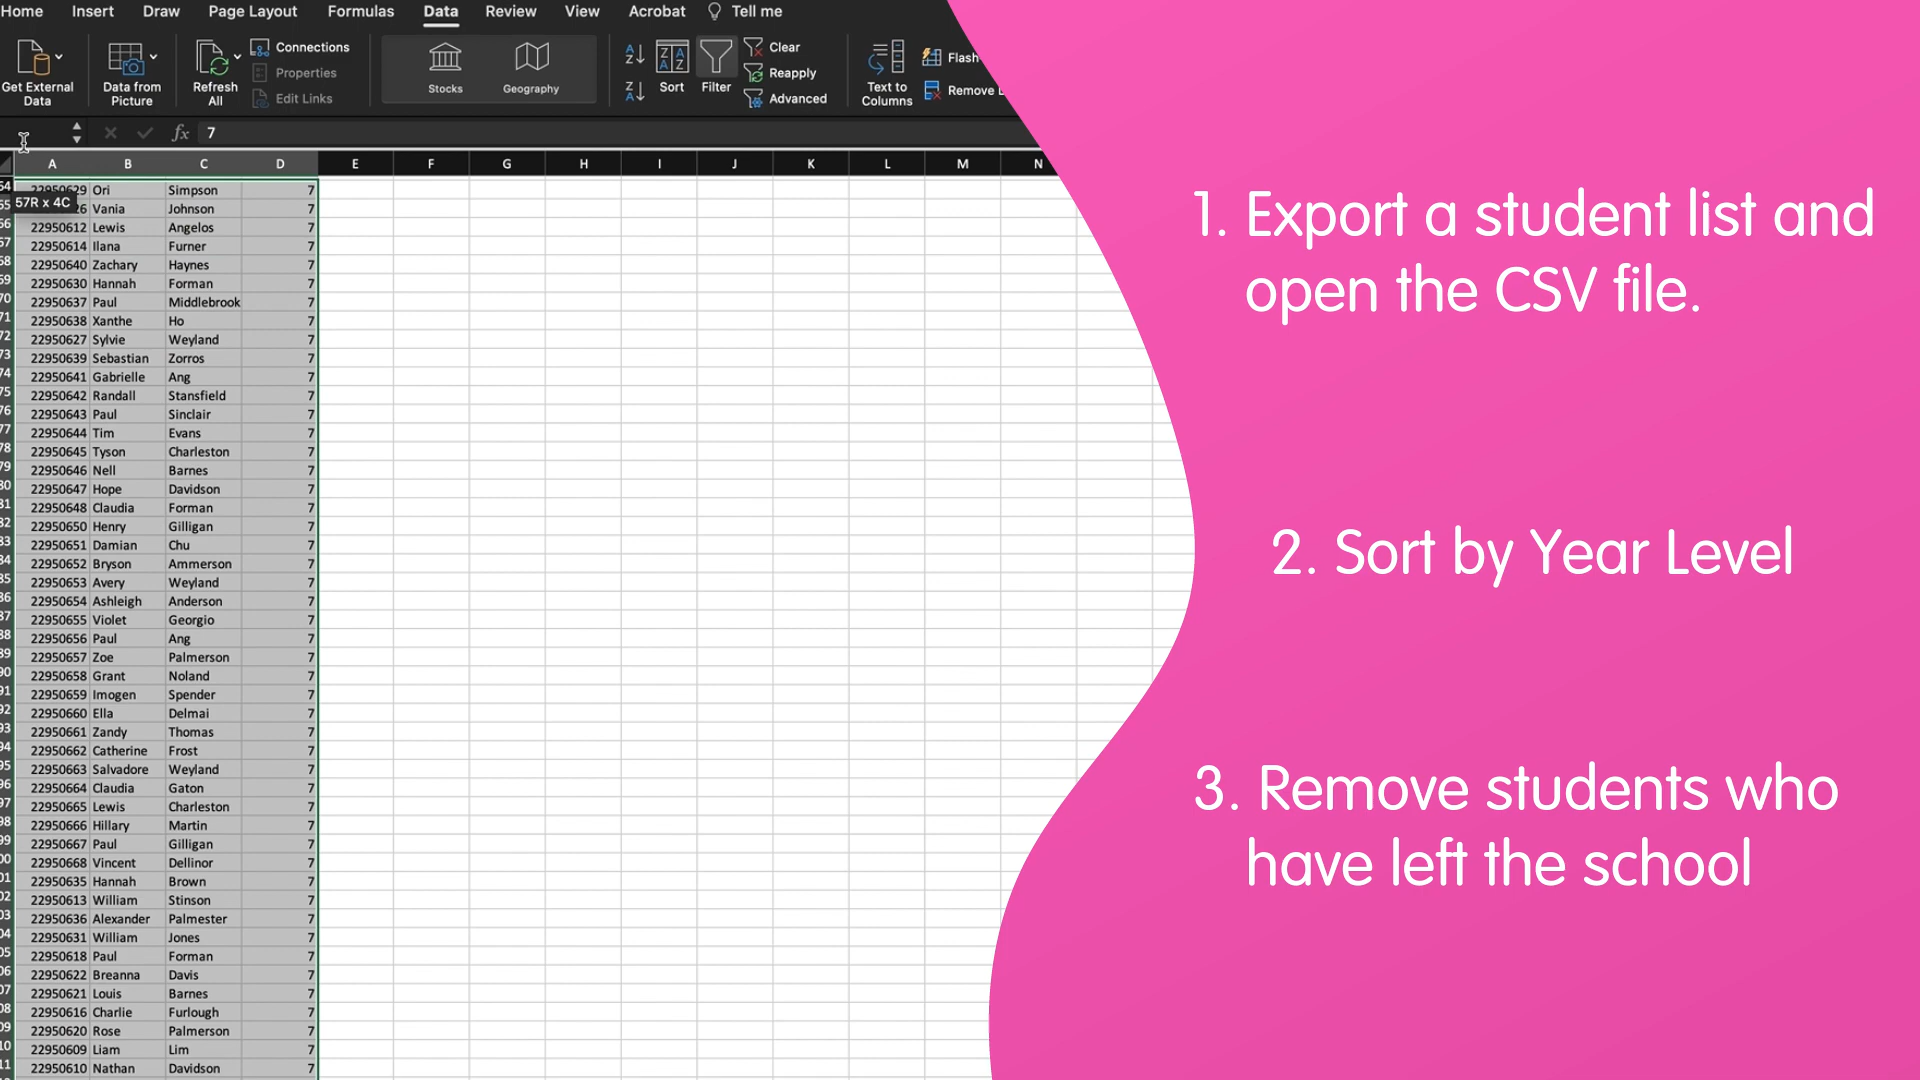 Home Insert Draw Page Layout Formulas Data Review View Acrobat Tell me
Get External Data
Data from Picture
Refresh All
Connections
Properties
Edit Links
Stocks
Geography
Sort
Filter
Clear
Reapply
Advanced
Text to Columns
Flash
Remove
fx 7
A B C D E F G H I J K L M N
54 22950629 Ori Simpson 7
57R x 4C
Vania Johnson 7
22950612 Lewis Angelos 7
22950614 Ilana Furner 7
22950640 Zachary Haynes 7
22950630 Hannah Forman 7
22950637 Paul Middlebrook 7
22950638 Xanthe Ho 7
22950627 Sylvie Weyland 7
22950639 Sebastian Zorros 7
22950641 Gabrielle Ang 7
22950642 Randall Stansfield 7
22950643 Paul Sinclair 7
22950644 Tim Evans 7
22950645 Tyson Charleston 7
22950646 Nell Barnes 7
22950647 Hope Davidson 7
22950648 Claudia Forman 7
22950650 Henry Gilligan 7
22950651 Damian Chu 7
22950652 Bryson Ammerson 7
22950653 Avery Weyland 7
22950654 Ashleigh Anderson 7
22950655 Violet Georgio 7
22950656 Paul Ang 7
22950657 Zoe Palmerson 7
22950658 Grant Noland 7
22950659 Imogen Spender 7
22950660 Ella Delmai 7
22950661 Zandy Thomas 7
22950662 Catherine Frost 7
22950663 Salvadore Weyland 7
22950664 Claudia Gaton 7
22950665 Lewis Charleston 7
22950666 Hillary Martin 7
22950667 Paul Gilligan 7
22950668 Vincent Dellinor 7
22950635 Hannah Brown 7
22950613 William Stinson 7
22950636 Alexander Palmester 7
22950631 William Jones 7
22950618 Paul Forman 7
22950622 Breanna Davis 7
22950621 Louis Barnes 7
22950616 Charlie Furlough 7
22950620 Rose Palmerson 7
22950609 Liam Lim 7
22950610 Nathan Davidson 7
1. Export a student list and
open the CSV file.
2. Sort by Year Level
3. Remove students who
have left the school